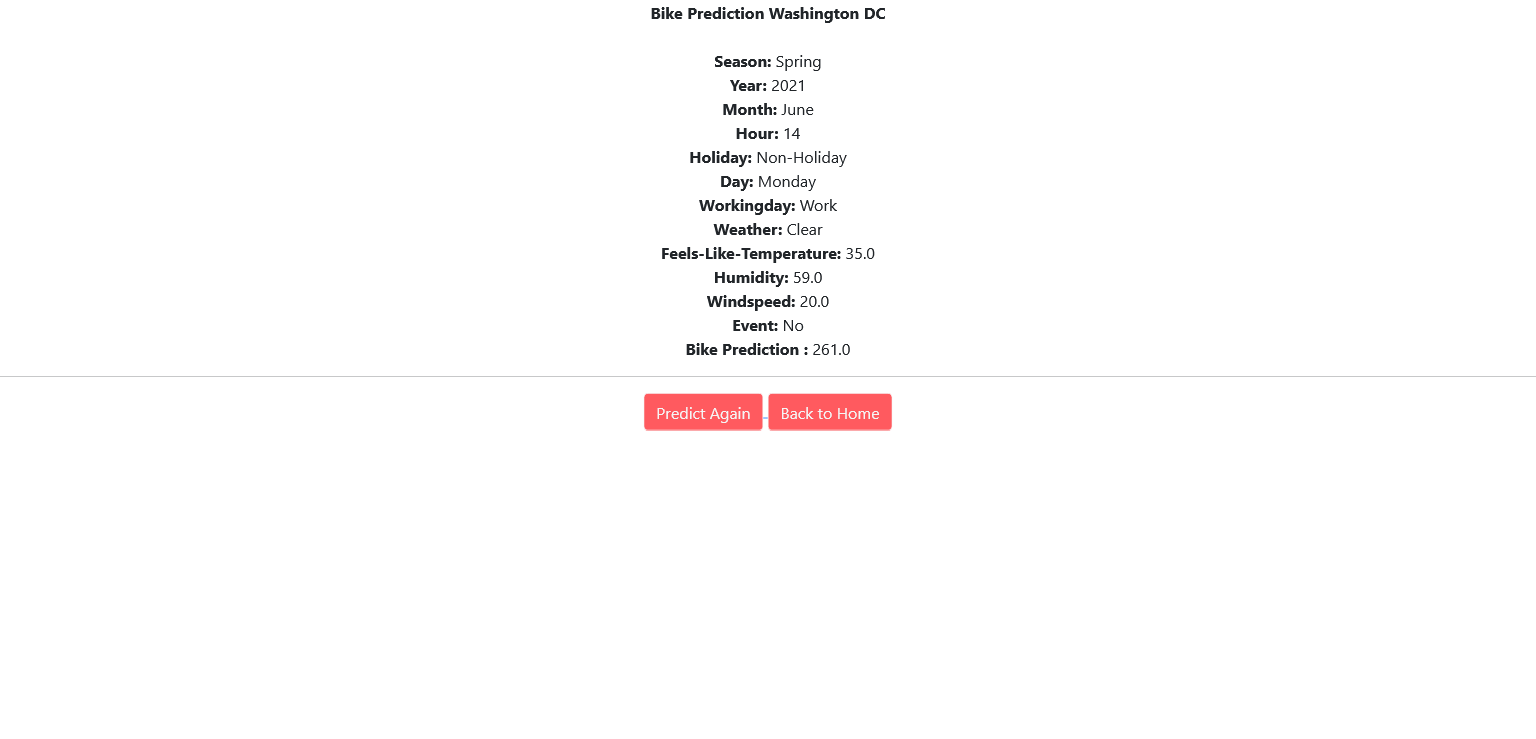 Bike Prediction Washington DC
Season: Spring
Year: 2021
Month: June
Hour: 14
Holiday: Non-Holiday
Day: Monday
Workingday: Work
Weather: Clear
Feels-Like-Temperature: 35.0
Humidity: 59.0
Windspeed: 20.0
Event: No
Bike Prediction : 261.0
Predict Again Back to Home